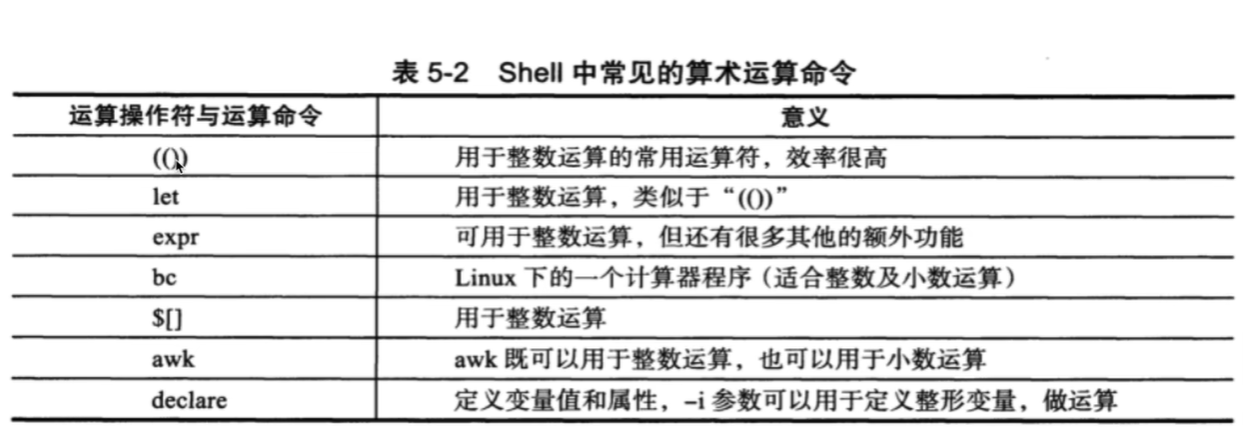 表 5-2 Shell 中常见的算术运算命令
运算操作符与运算命令 意义
(()) 用于整数运算的常用运算符，效率很高
let 用于整数运算，类似于“(())”
expr 可用于整数运算，但还有很多其他的额外功能
bc Linux 下的一个计算器程序（适合整数及小数运算）
$[] 用于整数运算
awk awk 既可以用于整数运算，也可以用于小数运算
declare 定义变量值和属性，-i 参数可以用于定义整形变量，做运算